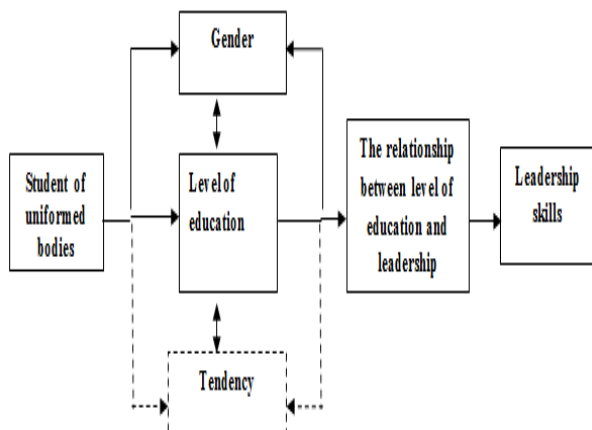 Gender
Student of
uniformed
bodies
Level of
education
Tendency
The relationship
between level of
education and
leadership
Leadership
skills